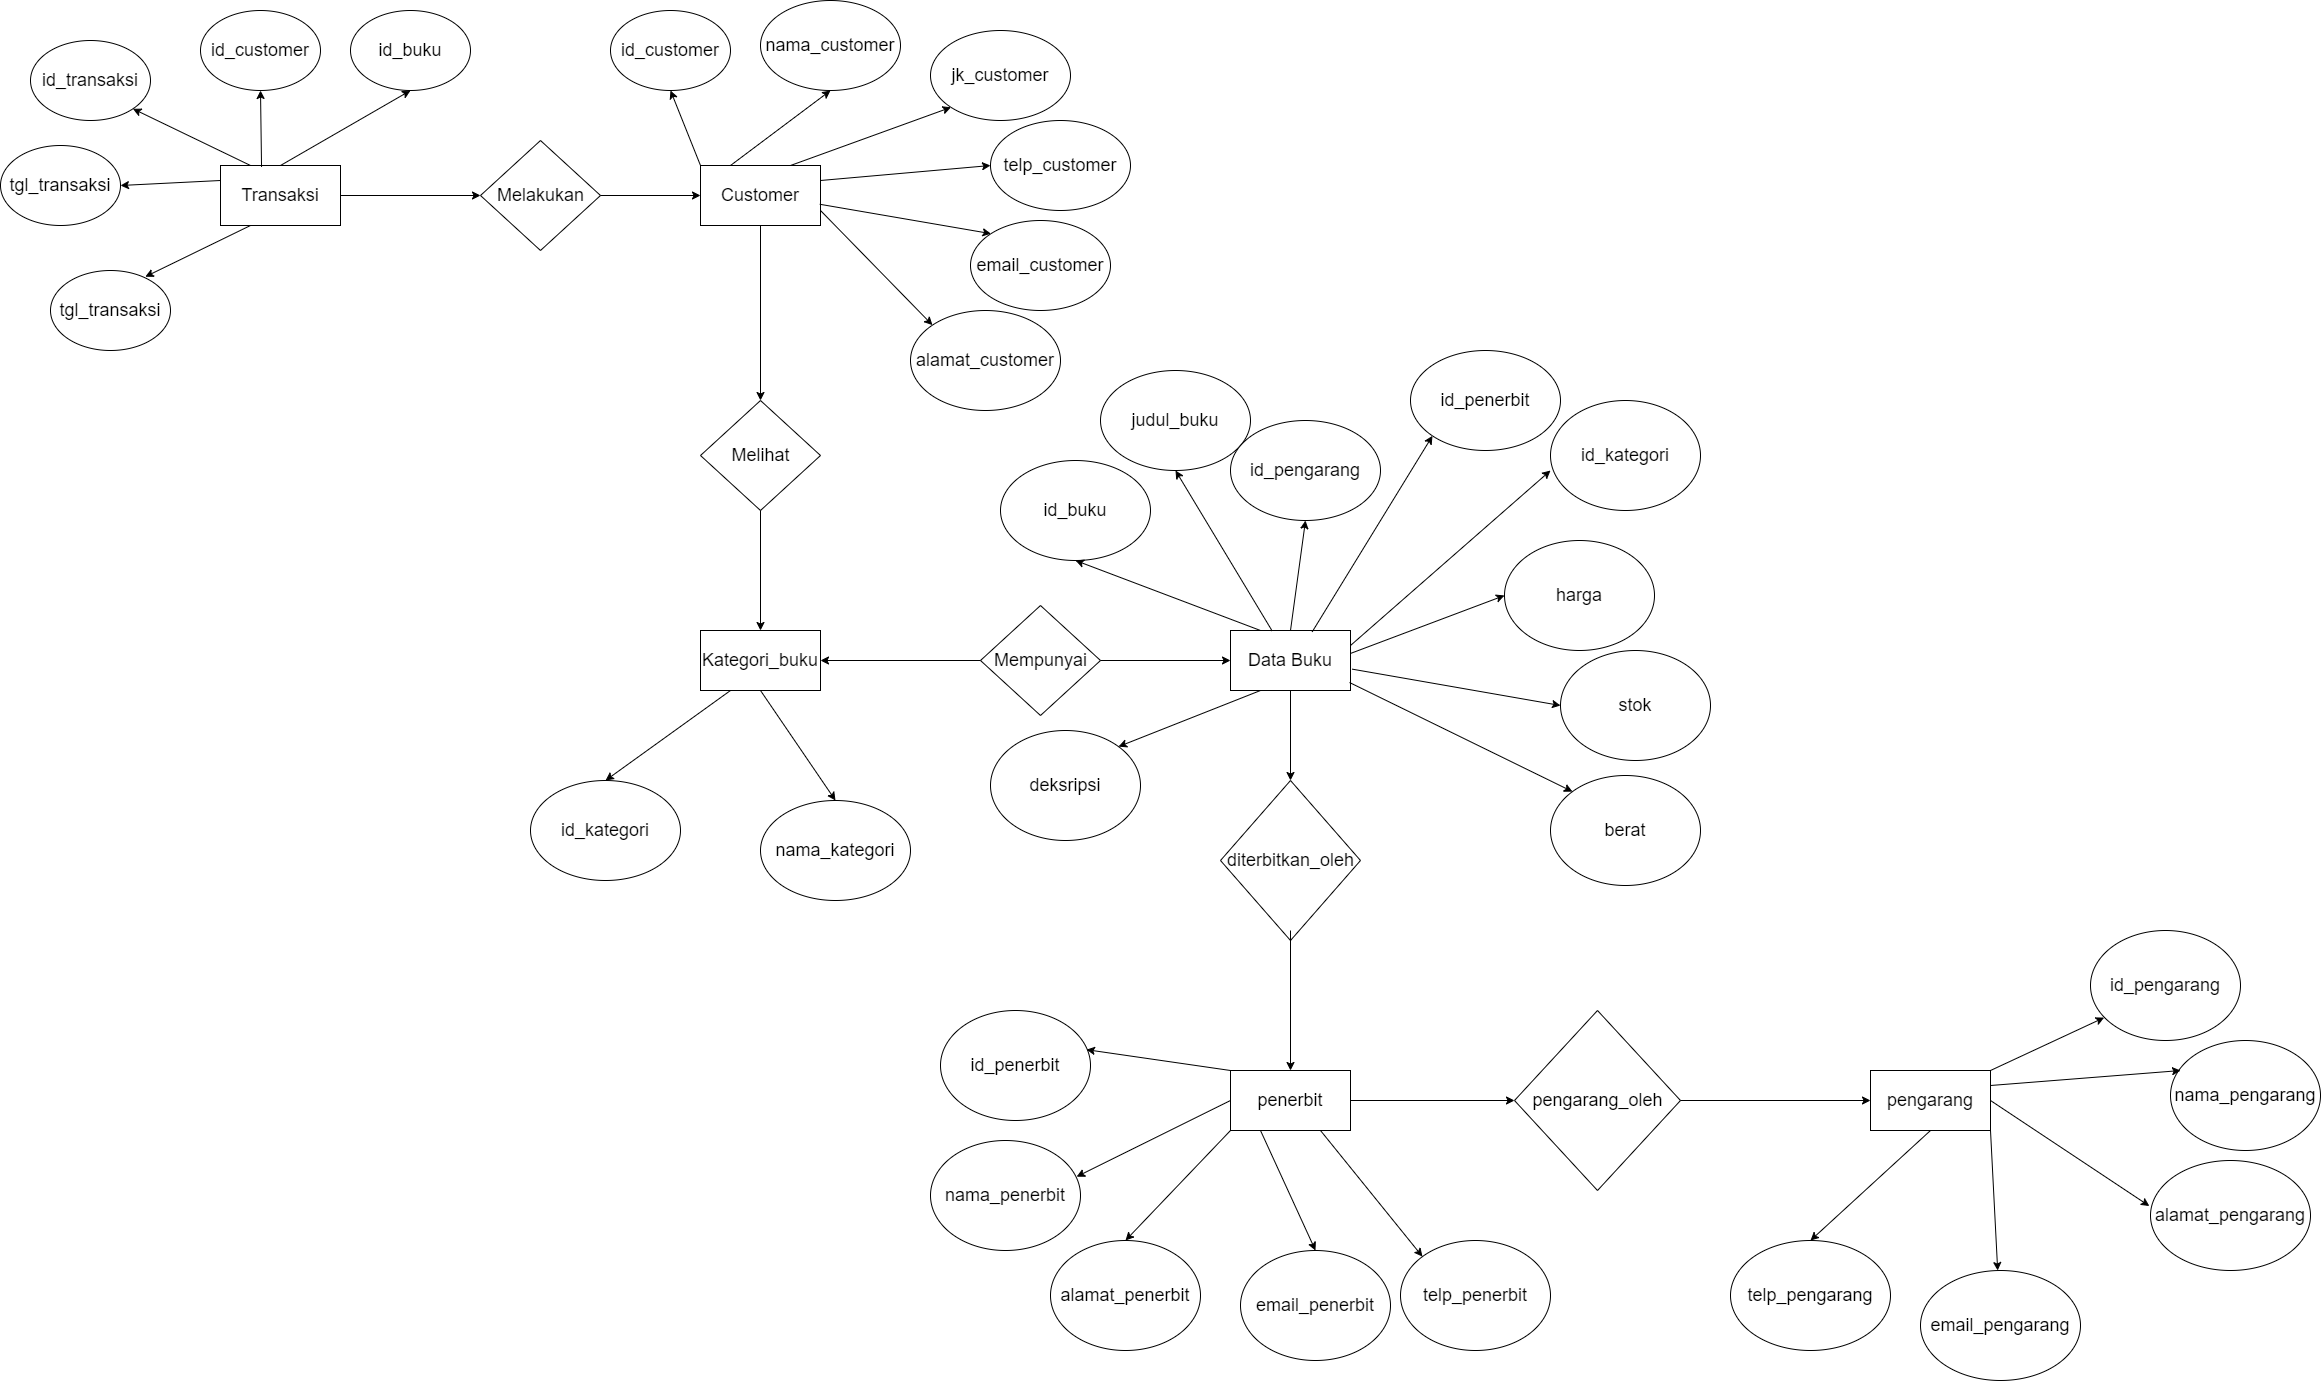 id_customer
id_buku
id_transaksi
tgl_transaksi
Transaksi
tgl_transaksi
Melakukan
id_customer
nama_customer
jk_customer
telp_customer
Customer
email_customer
alamat_customer
Melihat
judul_buku
id_penerbit
id_pengarang
id_kategori
id_buku
harga
Kategori_buku
Mempunyai
Data Buku
stok
deksripsi
berat
id_kategori
nama_kategori
diterbitkan_oleh
id_penerbit
penerbit
pengarang_oleh
pengarang
id_pengarang
nama_pengarang
nama_penerbit
alamat_pengarang
alamat_penerbit
email_penerbit
telp_penerbit
telp_pengarang
email_pengarang